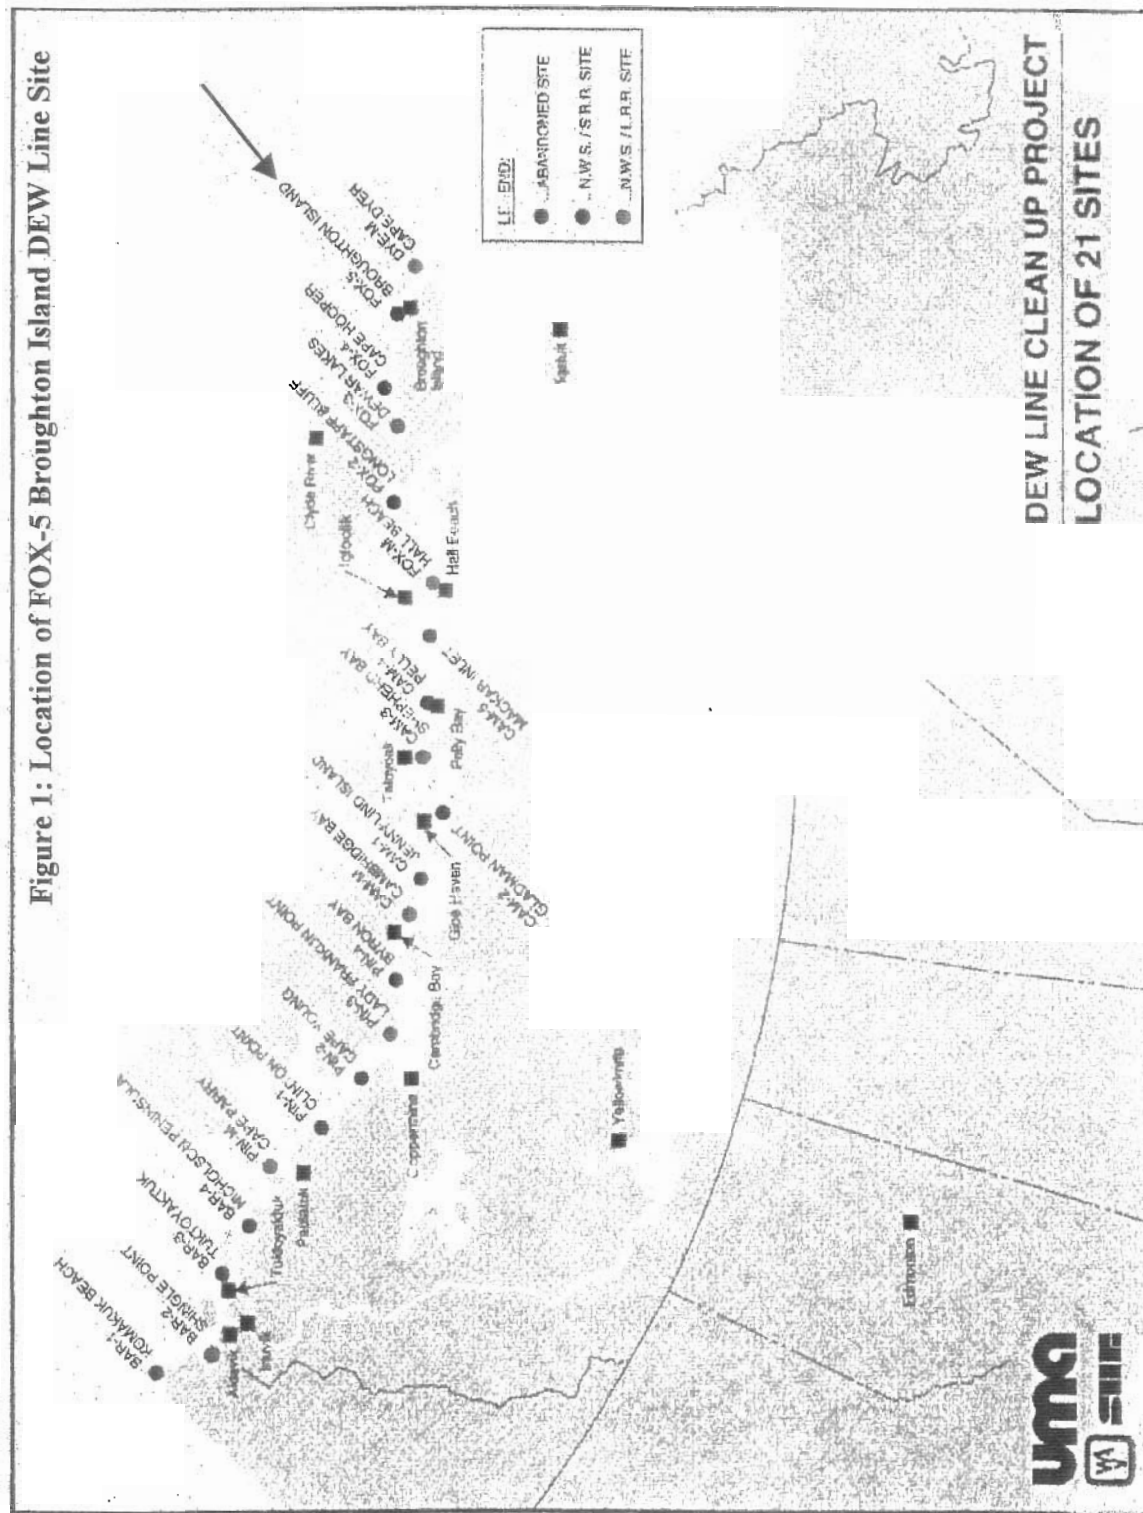 Figure 1: Location of FOX-5 Broughton Island DEW Line Site
BAR-1
KOMAKUK BEACH
BAR-2
SHINGLE POINT
BAR-3
TUKTOYAKTUK
BAR-4
NICHOLSON PENINSULA
PIN-M
CAPE PARRY
PIN-1
CLINTON POINT
PIN-2
CAPE YOUNG
PIN-3
LADY FRANKLIN POINT
PIN-4
BYRON BAY
CAM-M
CAMBRIDGE BAY
CAM-1
JENNY LIND ISLAND
CAM-2
GLADMAN POINT
CAM-3
SHEPHERD BAY
CAM-4
PELLY BAY
CAM-5
MACKAR INLET
FOX-M
HALL BEACH
FOX-2
LONGSTAFF BLUFF
FOX-3
DEWAR LAKES
FOX-4
CAPE HOOPER
FOX-5
BROUGHTON ISLAND
DYE-M
CAPE DYER
Aklavik
Inuvik
Tuktoyaktuk
Paulatuk
Coppermine
Cambridge Bay
Gjoa Haven
Taloyoak
Pelly Bay
Igloolik
Hall Beach
Clyde River
Broughton
Island
Iqaluit
Yellowknife
Edmonton
LEGEND:
ABANDONED SITE
N.W.S. / S.R.R. SITE
N.W.S. / L.R.R. SITE
uma
DEW LINE CLEAN UP PROJECT
LOCATION OF 21 SITES